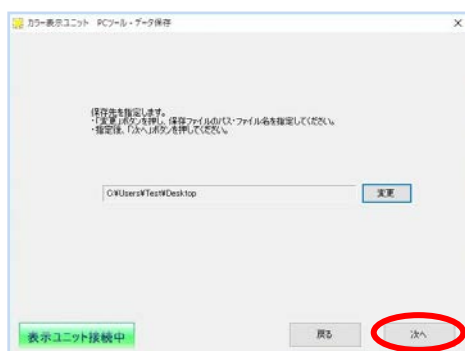 カラー表示ユニット PCツール・データ保存
保存先を指定します。
・「変更」ボタンを押し、保存ファイルのパス・ファイル名を指定してください。
・指定後、「次へ」ボタンを押してください。
C:¥Users¥Test¥Desktop
変更
表示ユニット接続中
戻る
次へ